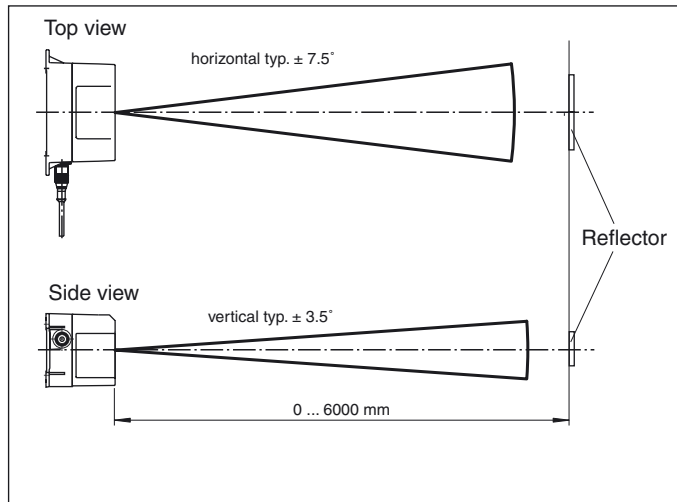 Top view
horizontal typ. ± 7.5°
Reflector
Side view
vertical typ. ± 3.5°
0 ... 6000 mm